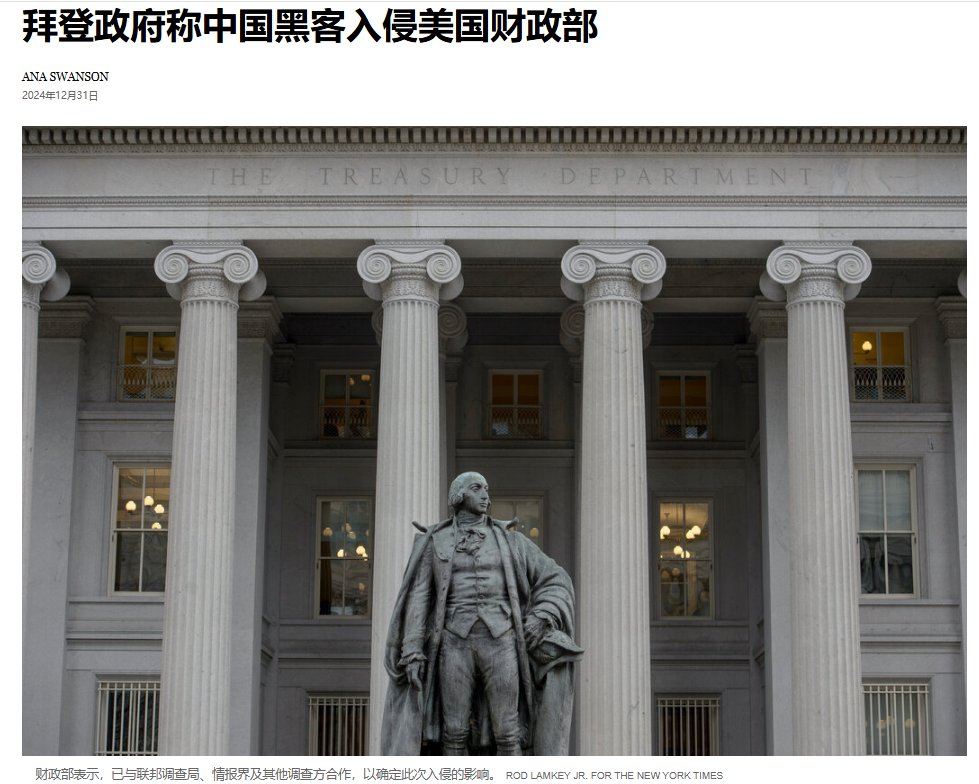 拜登政府称中国黑客入侵美国财政部
ANA SWANSON
2024年12月31日
THE TREASURY DEPARTMENT
财政部表示，已与联邦调查局、情报界及其他调查方合作，以确定此次入侵的影响。 ROD LAMKEY JR. FOR THE NEW YORK TIMES